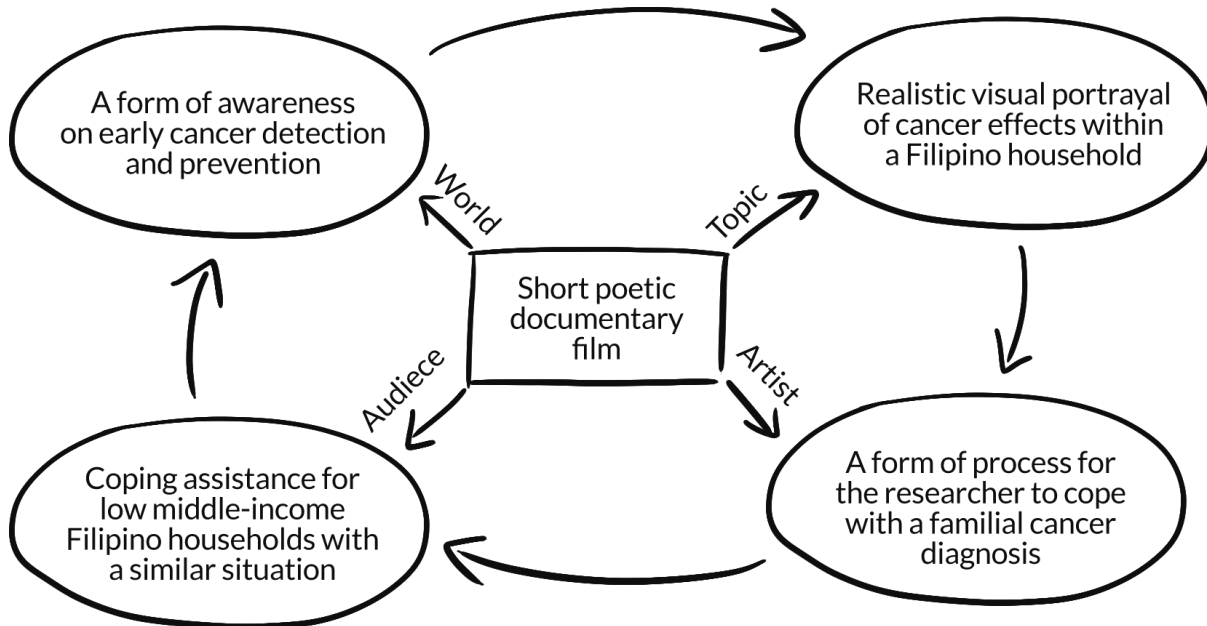 A form of awareness
on early cancer detection
and prevention
Realistic visual portrayal
of cancer effects within
a Filipino household
World
Topic
Short poetic
documentary
film
Audiece
Artist
Coping assistance for
low middle-income
Filipino households with
a similar situation
A form of process for
the researcher to cope
with a familial cancer
diagnosis